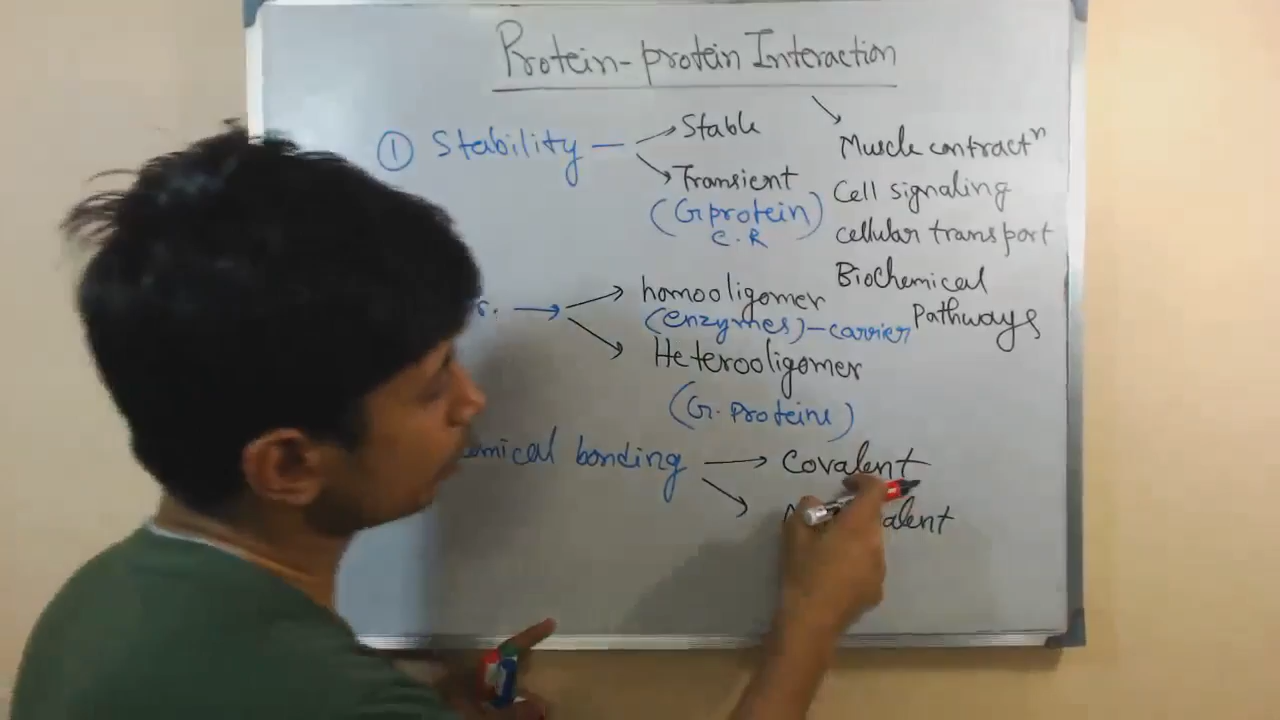 Protein-protein Interaction
① Stability — Stable
Transient
(G protein)
C.R
Muscle contractⁿ
Cell signaling
cellular transport
Biochemical
Pathways
homooligomer
(enzymes)-carrier
Heterooligomer
(G. Proteins)
bonding
Covalent